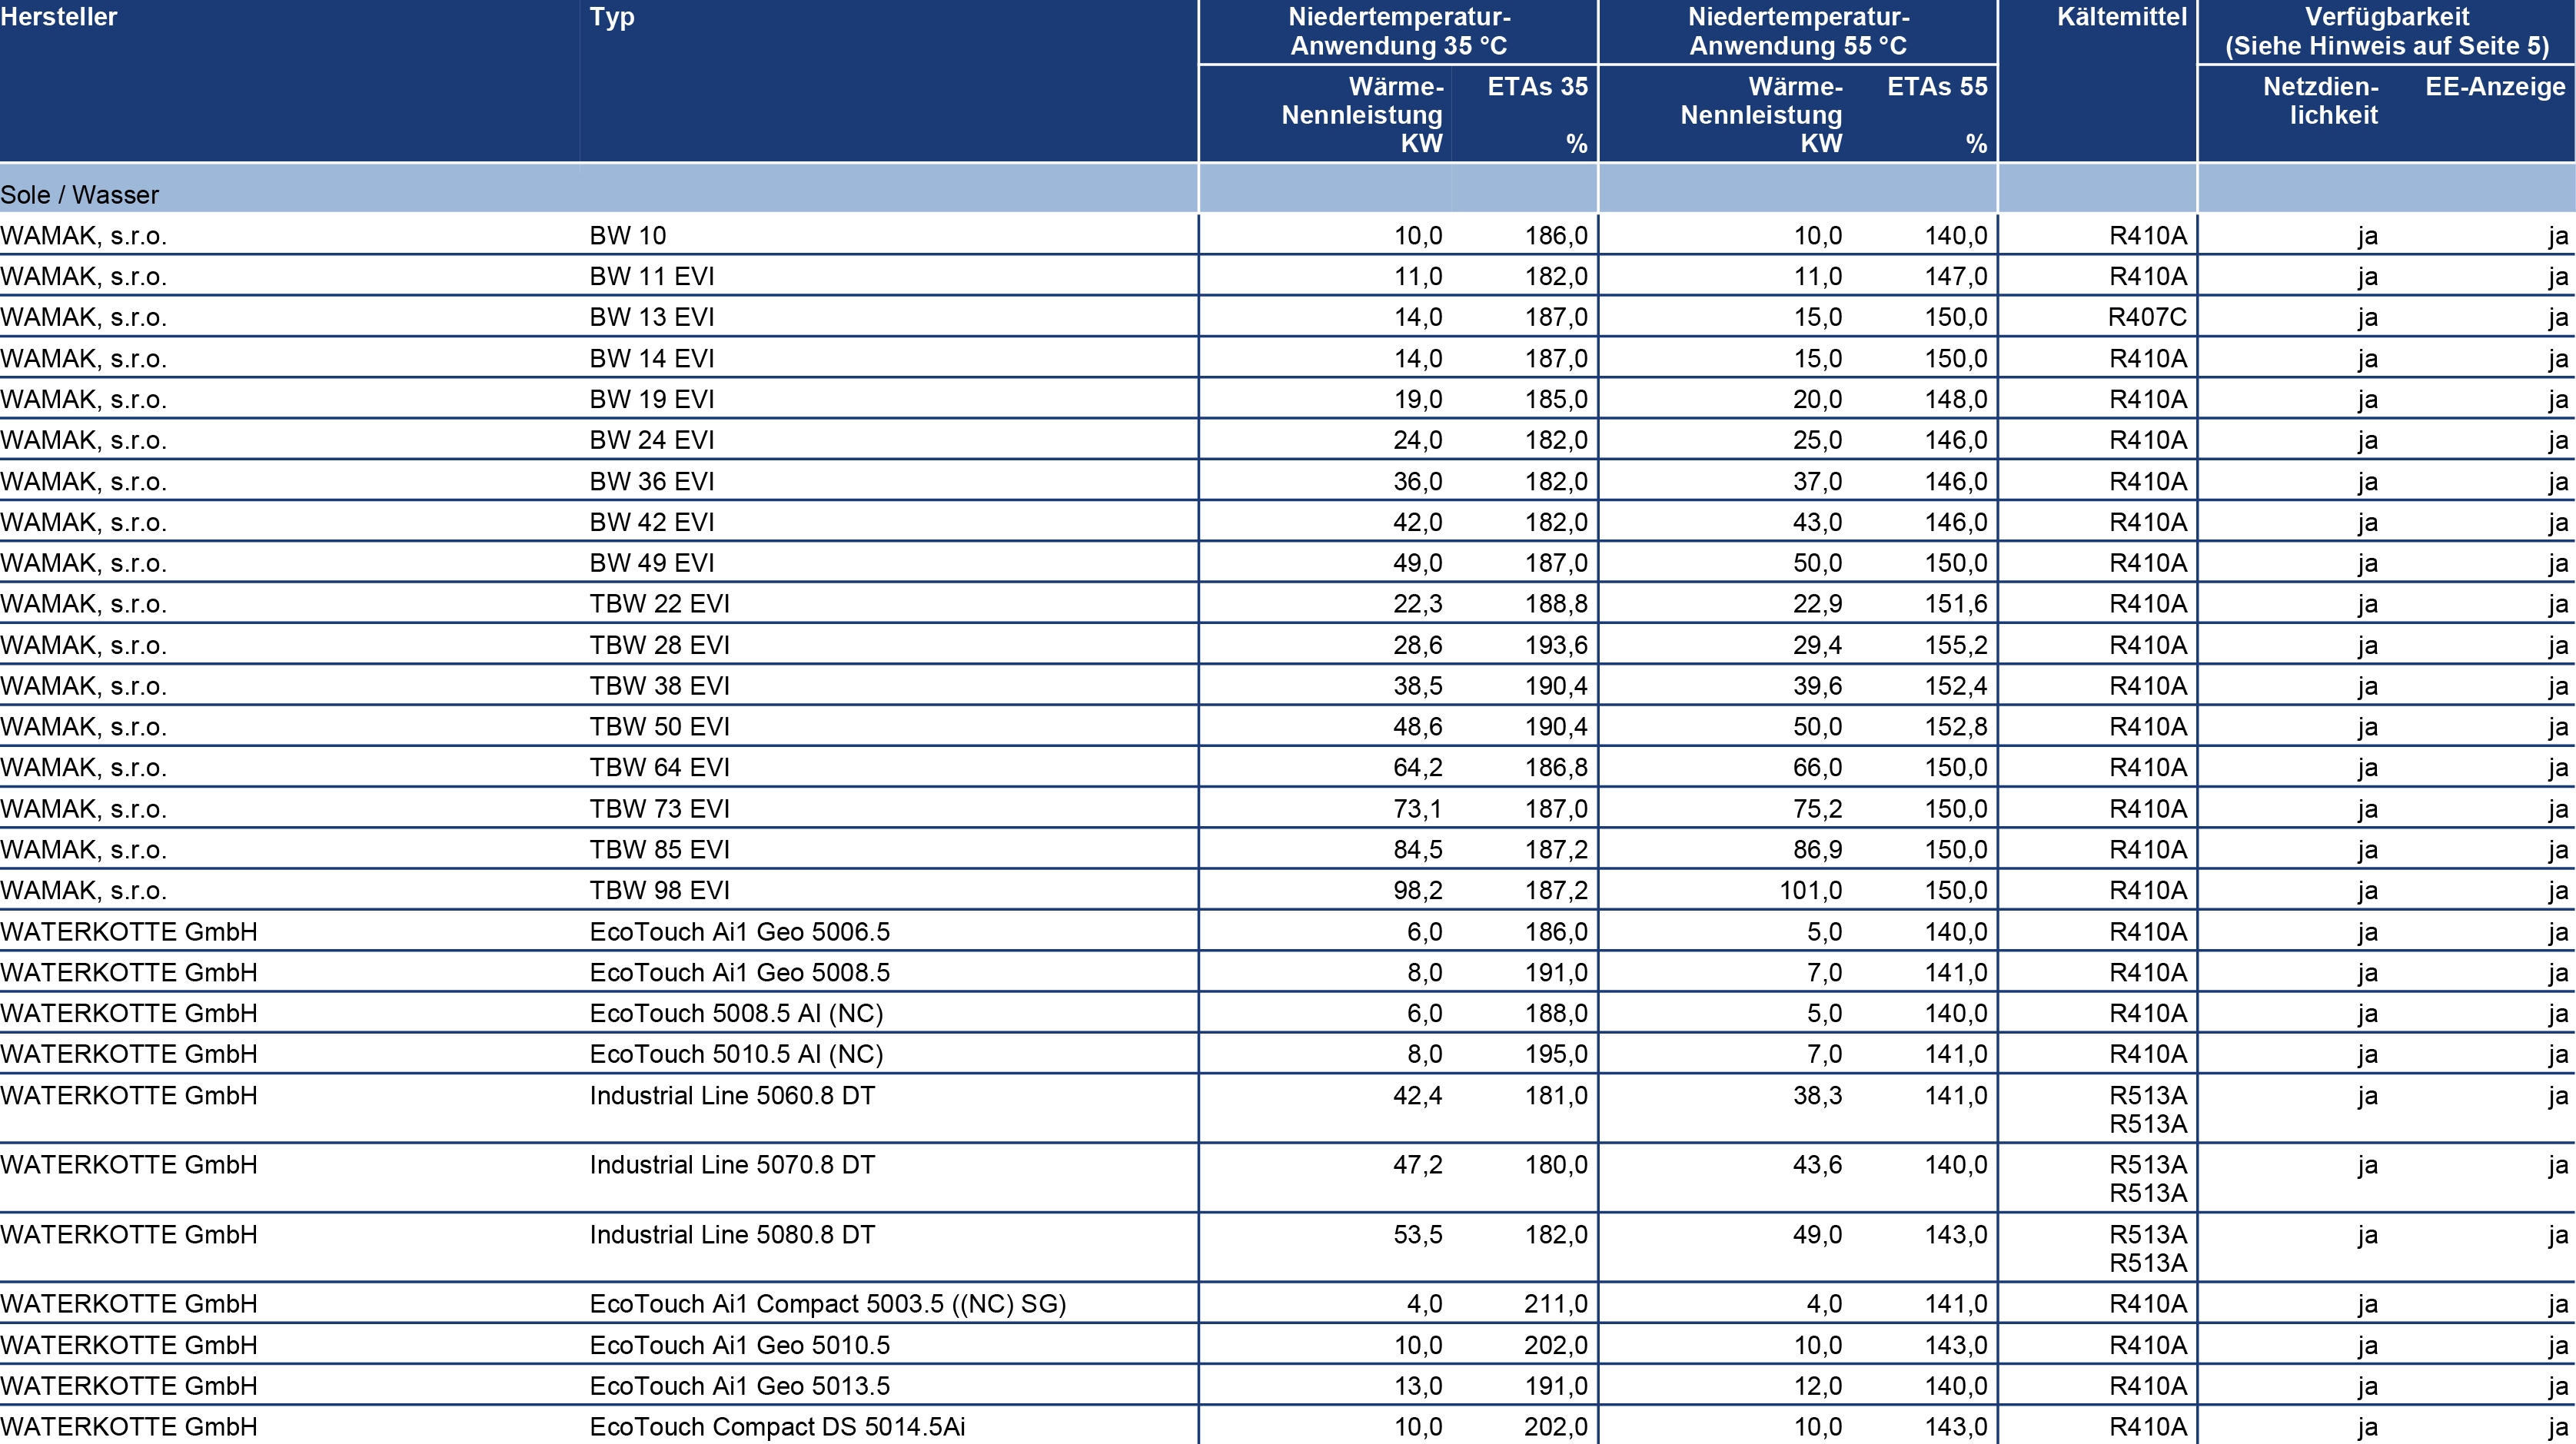 Hersteller Typ Niedertemperatur- Niedertemperatur- Kältemittel Verfügbarkeit
Anwendung 35 °C Anwendung 55 °C (Siehe Hinweis auf Seite 5)
Wärme- ETAs 35 Wärme- ETAs 55 Netzdien- EE-Anzeige
Nennleistung Nennleistung lichkeit
KW % KW %
Sole / Wasser
WAMAK, s.r.o. BW 10 10,0 186,0 10,0 140,0 R410A ja ja
WAMAK, s.r.o. BW 11 EVI 11,0 182,0 11,0 147,0 R410A ja ja
WAMAK, s.r.o. BW 13 EVI 14,0 187,0 15,0 150,0 R407C ja ja
WAMAK, s.r.o. BW 14 EVI 14,0 187,0 15,0 150,0 R410A ja ja
WAMAK, s.r.o. BW 19 EVI 19,0 185,0 20,0 148,0 R410A ja ja
WAMAK, s.r.o. BW 24 EVI 24,0 182,0 25,0 146,0 R410A ja ja
WAMAK, s.r.o. BW 36 EVI 36,0 182,0 37,0 146,0 R410A ja ja
WAMAK, s.r.o. BW 42 EVI 42,0 182,0 43,0 146,0 R410A ja ja
WAMAK, s.r.o. BW 49 EVI 49,0 187,0 50,0 150,0 R410A ja ja
WAMAK, s.r.o. TBW 22 EVI 22,3 188,8 22,9 151,6 R410A ja ja
WAMAK, s.r.o. TBW 28 EVI 28,6 193,6 29,4 155,2 R410A ja ja
WAMAK, s.r.o. TBW 38 EVI 38,5 190,4 39,6 152,4 R410A ja ja
WAMAK, s.r.o. TBW 50 EVI 48,6 190,4 50,0 152,8 R410A ja ja
WAMAK, s.r.o. TBW 64 EVI 64,2 186,8 66,0 150,0 R410A ja ja
WAMAK, s.r.o. TBW 73 EVI 73,1 187,0 75,2 150,0 R410A ja ja
WAMAK, s.r.o. TBW 85 EVI 84,5 187,2 86,9 150,0 R410A ja ja
WAMAK, s.r.o. TBW 98 EVI 98,2 187,2 101,0 150,0 R410A ja ja
WATERKOTTE GmbH EcoTouch Ai1 Geo 5006.5 6,0 186,0 5,0 140,0 R410A ja ja
WATERKOTTE GmbH EcoTouch Ai1 Geo 5008.5 8,0 191,0 7,0 141,0 R410A ja ja
WATERKOTTE GmbH EcoTouch 5008.5 AI (NC) 6,0 188,0 5,0 140,0 R410A ja ja
WATERKOTTE GmbH EcoTouch 5010.5 AI (NC) 8,0 195,0 7,0 141,0 R410A ja ja
WATERKOTTE GmbH Industrial Line 5060.8 DT 42,4 181,0 38,3 141,0 R513A ja ja
R513A
WATERKOTTE GmbH Industrial Line 5070.8 DT 47,2 180,0 43,6 140,0 R513A ja ja
R513A
WATERKOTTE GmbH Industrial Line 5080.8 DT 53,5 182,0 49,0 143,0 R513A ja ja
R513A
WATERKOTTE GmbH EcoTouch Ai1 Compact 5003.5 ((NC) SG) 4,0 211,0 4,0 141,0 R410A ja ja
WATERKOTTE GmbH EcoTouch Ai1 Geo 5010.5 10,0 202,0 10,0 143,0 R410A ja ja
WATERKOTTE GmbH EcoTouch Ai1 Geo 5013.5 13,0 191,0 12,0 140,0 R410A ja ja
WATERKOTTE GmbH EcoTouch Compact DS 5014.5Ai 10,0 202,0 10,0 143,0 R410A ja ja